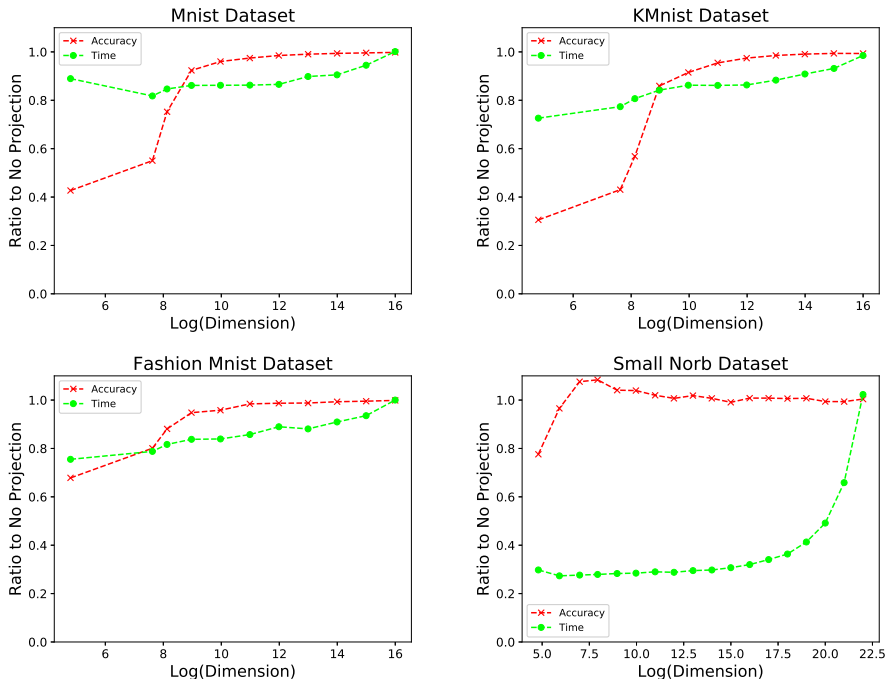 Mnist Dataset
Ratio to No Projection
1.0
0.8
0.6
0.4
0.2
0.0
Accuracy
Time
6 8 10 12 14 16
Log(Dimension)
KMnist Dataset
Ratio to No Projection
1.0
0.8
0.6
0.4
0.2
0.0
Accuracy
Time
6 8 10 12 14 16
Log(Dimension)
Fashion Mnist Dataset
Ratio to No Projection
1.0
0.8
0.6
0.4
0.2
0.0
Accuracy
Time
6 8 10 12 14 16
Log(Dimension)
Small Norb Dataset
Ratio to No Projection
1.0
0.8
0.6
0.4
0.2
0.0
Accuracy
Time
5.0 7.5 10.0 12.5 15.0 17.5 20.0 22.5
Log(Dimension)